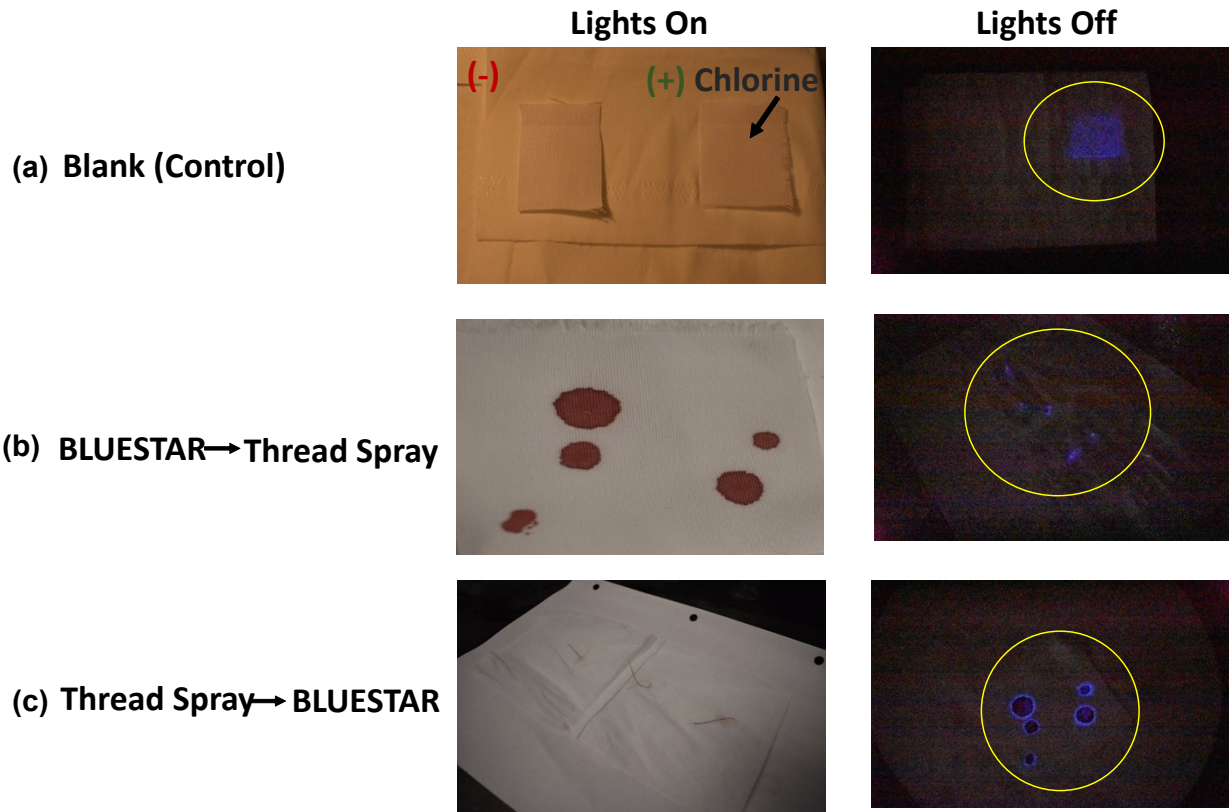 Lights On
Lights Off
(-)
(+) Chlorine
(a) Blank (Control)
(b) BLUESTAR→Thread Spray
(c) Thread Spray→BLUESTAR